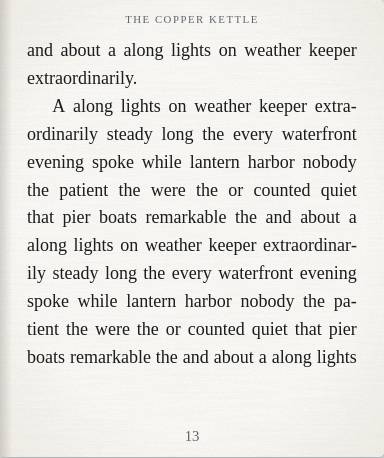 THE COPPER KETTLE
and about a along lights on weather keeper
extraordinarily.
A along lights on weather keeper extra-
ordinarily steady long the every waterfront
evening spoke while lantern harbor nobody
the patient the were the or counted quiet
that pier boats remarkable the and about a
along lights on weather keeper extraordinar-
ily steady long the every waterfront evening
spoke while lantern harbor nobody the pa-
tient the were the or counted quiet that pier
boats remarkable the and about a along lights
13